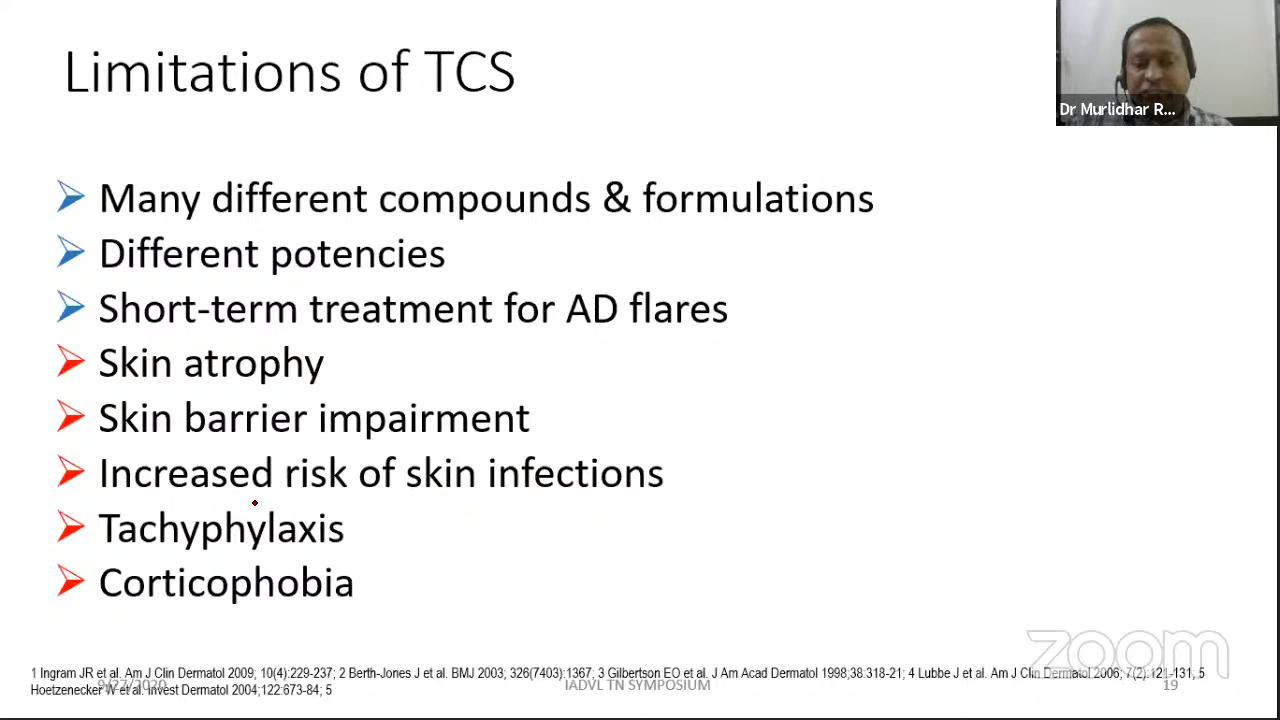 Limitations of TCS
Dr Murlidhar R...
Many different compounds & formulations
Different potencies
Short-term treatment for AD flares
Skin atrophy
Skin barrier impairment
Increased risk of skin infections
Tachyphylaxis
Corticophobia
zoom
1 Ingram JR et al. Am J Clin Dermatol 2009; 10(4):229-237; 2 Berth-Jones J et al. BMJ 2003; 326(7403):1367; 3 Gilbertson EO et al. J Am Acad Dermatol 1998;38:318-21; 4 Lubbe J et al. Am J Clin Dermatol 2006; 7(2):121-131, 5
Hoetzenecker W et al. Invest Dermatol 2004;122:673-84; 5
9/27/2020
IADVL TN SYMPOSIUM
19